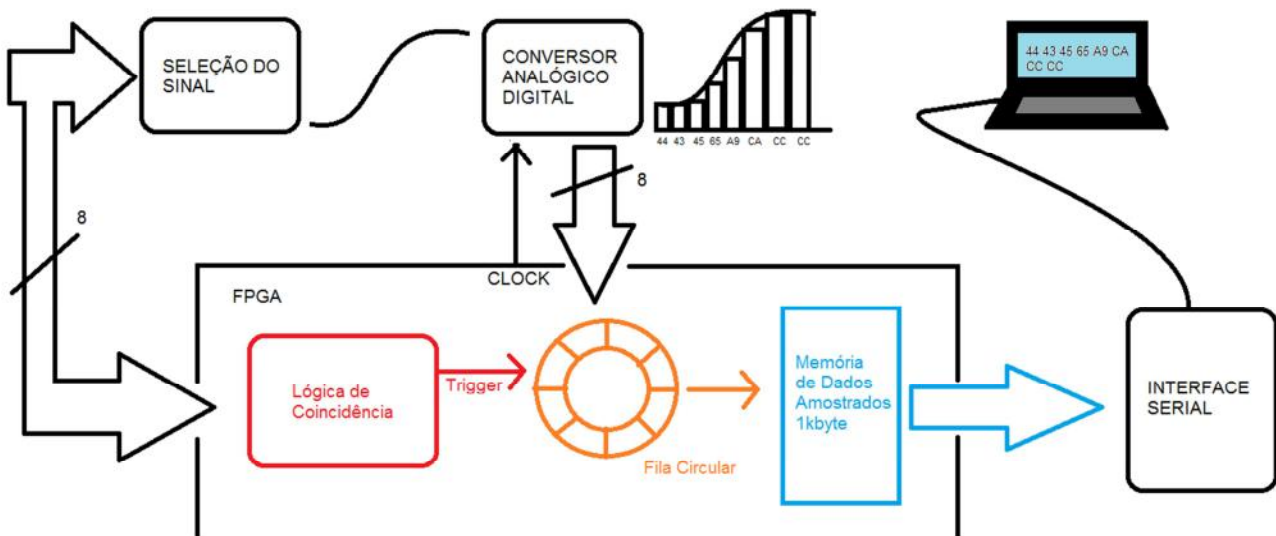 SELEÇÃO DO
SINAL
CONVERSOR
ANALÓGICO
DIGITAL
44 43 45 65 A9 CA CC CC
44 43 45 65 A9 CA
CC CC
8
8
CLOCK
FPGA
Lógica de
Coincidência
Trigger
Fila Circular
Memória
de Dados
Amostrados
1kbyte
INTERFACE
SERIAL